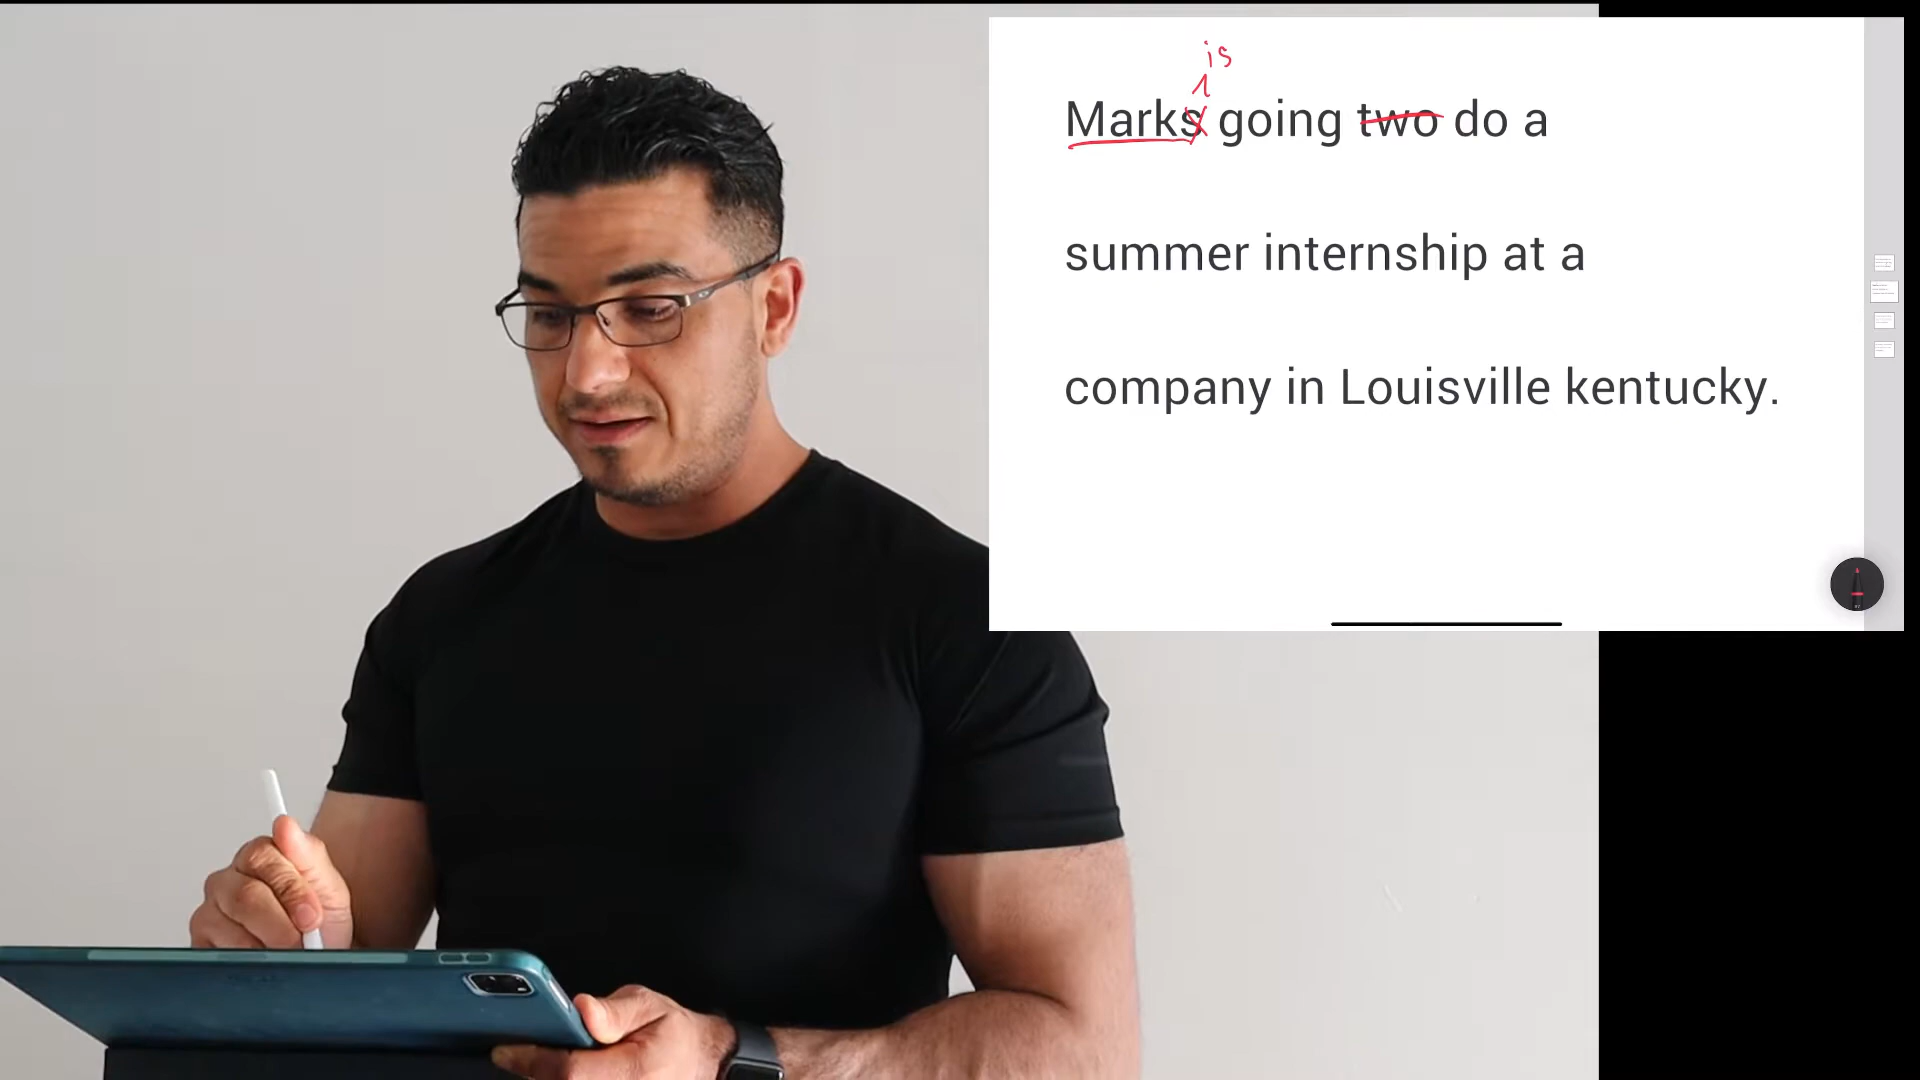 is
Marks going two do a
summer internship at a
company in Louisville kentucky.